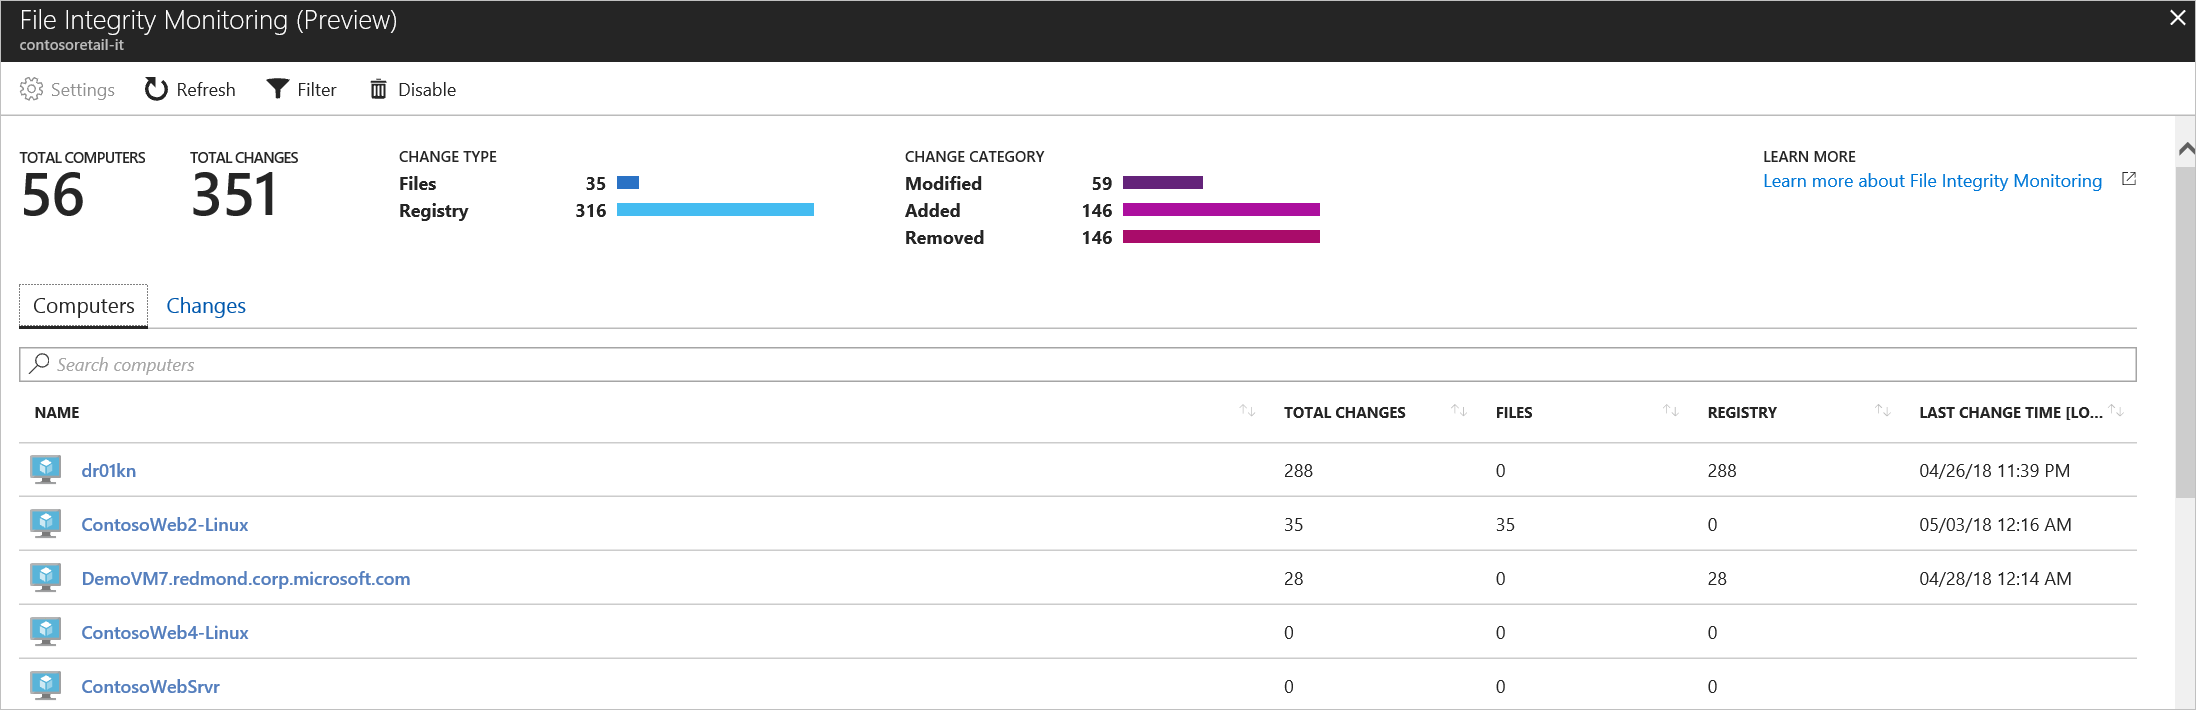 File Integrity Monitoring (Preview)
contosoretail-it
Settings Refresh Filter Disable
TOTAL COMPUTERS TOTAL CHANGES CHANGE TYPE CHANGE CATEGORY LEARN MORE
56 351 Files 35 Modified 59 Learn more about File Integrity Monitoring
Registry 316 Added 146
Removed 146
Computers Changes
Search computers
NAME TOTAL CHANGES FILES REGISTRY LAST CHANGE TIME [LO...
dr01kn 288 0 288 04/26/18 11:39 PM
ContosoWeb2-Linux 35 35 0 05/03/18 12:16 AM
DemoVM7.redmond.corp.microsoft.com 28 0 28 04/28/18 12:14 AM
ContosoWeb4-Linux 0 0 0
ContosoWebSrvr 0 0 0